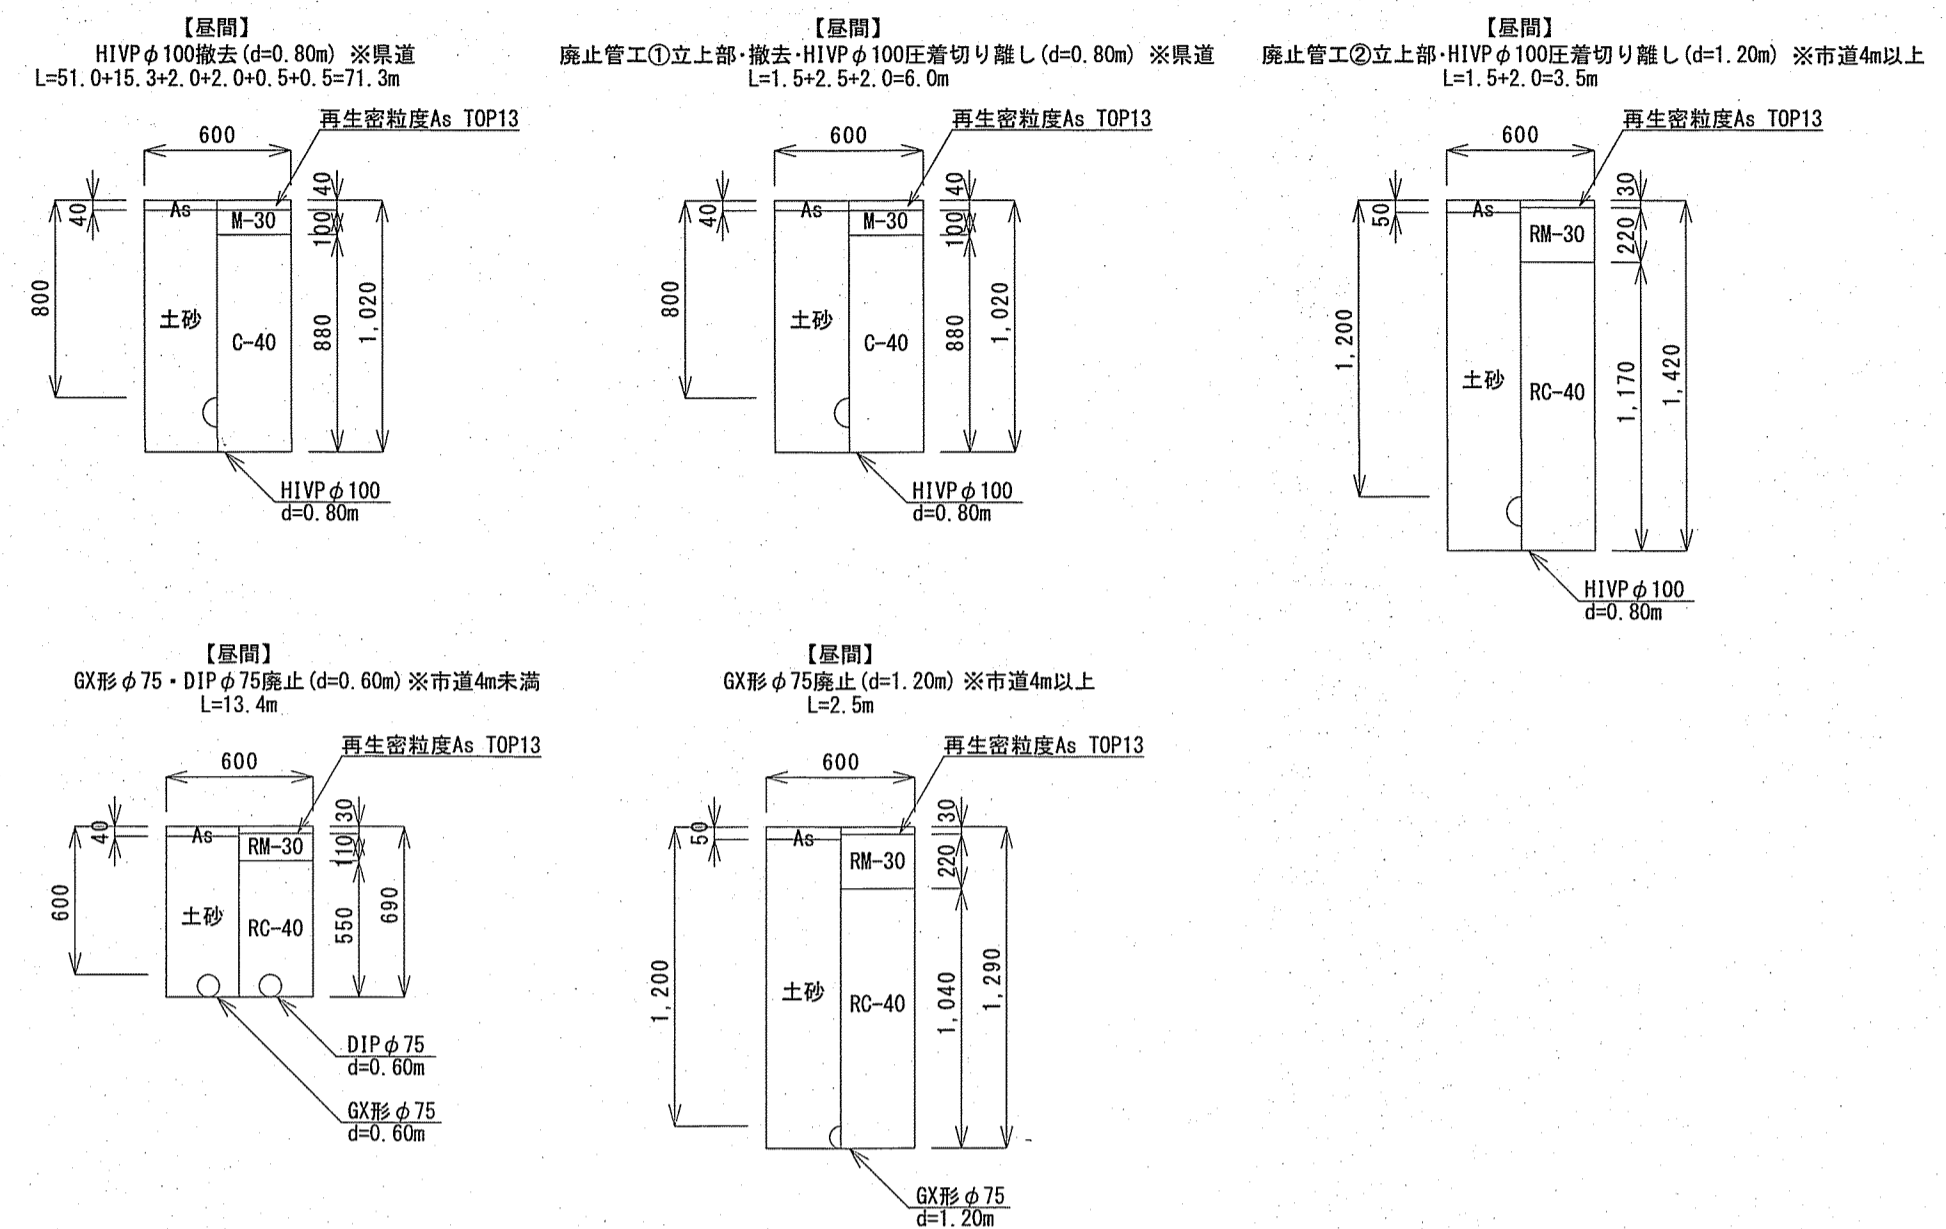 【昼間】
HIVPφ100撤去(d=0.80m) ※県道
L=51.0+15.3+2.0+2.0+0.5+0.5=71.3m
再生密粒度As TOP13
600
40
40
As
M-30
100
800
土砂
C-40
880
1,020
HIVPφ100
d=0.80m
【昼間】
廃止管工①立上部・撤去・HIVPφ100圧着切り離し(d=0.80m) ※県道
L=1.5+2.5+2.0=6.0m
再生密粒度As TOP13
600
40
40
As
M-30
100
800
土砂
C-40
880
1,020
HIVPφ100
d=0.80m
【昼間】
廃止管工②立上部・HIVPφ100圧着切り離し(d=1.20m) ※市道4m以上
L=1.5+2.0=3.5m
再生密粒度As TOP13
600
50
30
As
RM-30
220
1,200
土砂
RC-40
1,170
1,420
HIVPφ100
d=0.80m
【昼間】
GX形φ75・DIPφ75廃止(d=0.60m) ※市道4m未満
L=13.4m
再生密粒度As TOP13
600
40
30
As
RM-30
110
600
土砂
RC-40
550
690
DIPφ75
d=0.60m
GX形φ75
d=0.60m
【昼間】
GX形φ75廃止(d=1.20m) ※市道4m以上
L=2.5m
再生密粒度As TOP13
600
50
30
As
RM-30
220
1,200
土砂
RC-40
1,040
1,290
GX形φ75
d=1.20m